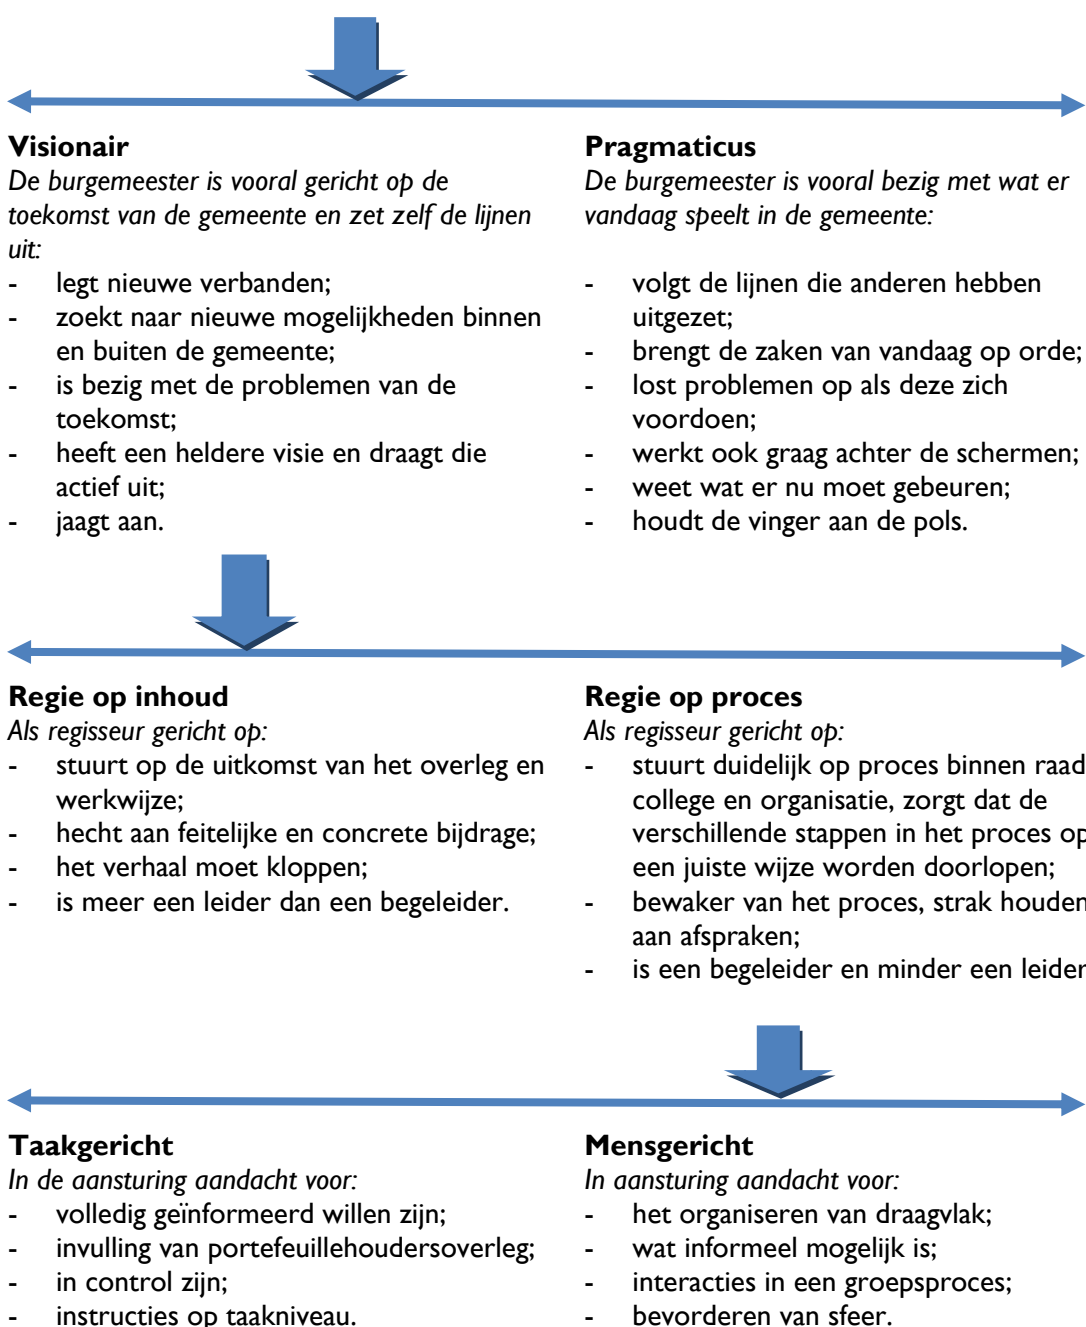 Visionair
De burgemeester is vooral gericht op de
toekomst van de gemeente en zet zelf de lijnen
uit:
- legt nieuwe verbanden;
- zoekt naar nieuwe mogelijkheden binnen
en buiten de gemeente;
- is bezig met de problemen van de
toekomst;
- heeft een heldere visie en draagt die
actief uit;
- jaagt aan.
Pragmaticus
De burgemeester is vooral bezig met wat er
vandaag speelt in de gemeente:
- volgt de lijnen die anderen hebben
uitgezet;
- brengt de zaken van vandaag op orde;
- lost problemen op als deze zich
voordoen;
- werkt ook graag achter de schermen;
- weet wat er nu moet gebeuren;
- houdt de vinger aan de pols.
Regie op inhoud
Als regisseur gericht op:
- stuurt op de uitkomst van het overleg en
werkwijze;
- hecht aan feitelijke en concrete bijdrage;
- het verhaal moet kloppen;
- is meer een leider dan een begeleider.
Regie op proces
Als regisseur gericht op:
- stuurt duidelijk op proces binnen raad
college en organisatie, zorgt dat de
verschillende stappen in het proces op
een juiste wijze worden doorlopen;
- bewaker van het proces, strak houden
aan afspraken;
- is een begeleider en minder een leider
Taakgericht
In de aansturing aandacht voor:
- volledig geïnformeerd willen zijn;
- invulling van portefeuillehoudersoverleg;
- in control zijn;
- instructies op taakniveau.
Mensgericht
In aansturing aandacht voor:
- het organiseren van draagvlak;
- wat informeel mogelijk is;
- interacties in een groepsproces;
- bevorderen van sfeer.